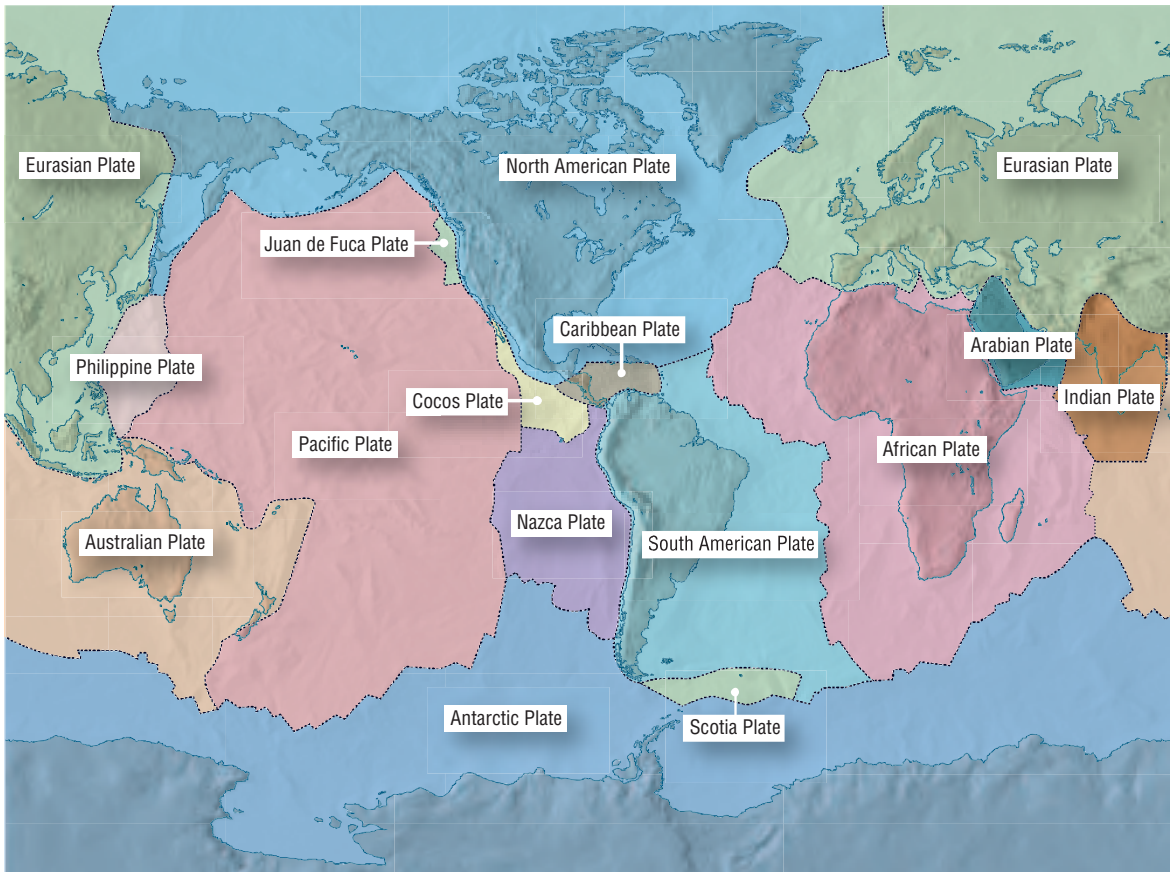 Eurasian Plate
North American Plate
Eurasian Plate
Juan de Fuca Plate
Caribbean Plate
Arabian Plate
Philippine Plate
Cocos Plate
Indian Plate
Pacific Plate
African Plate
Nazca Plate
Australian Plate
South American Plate
Antarctic Plate
Scotia Plate